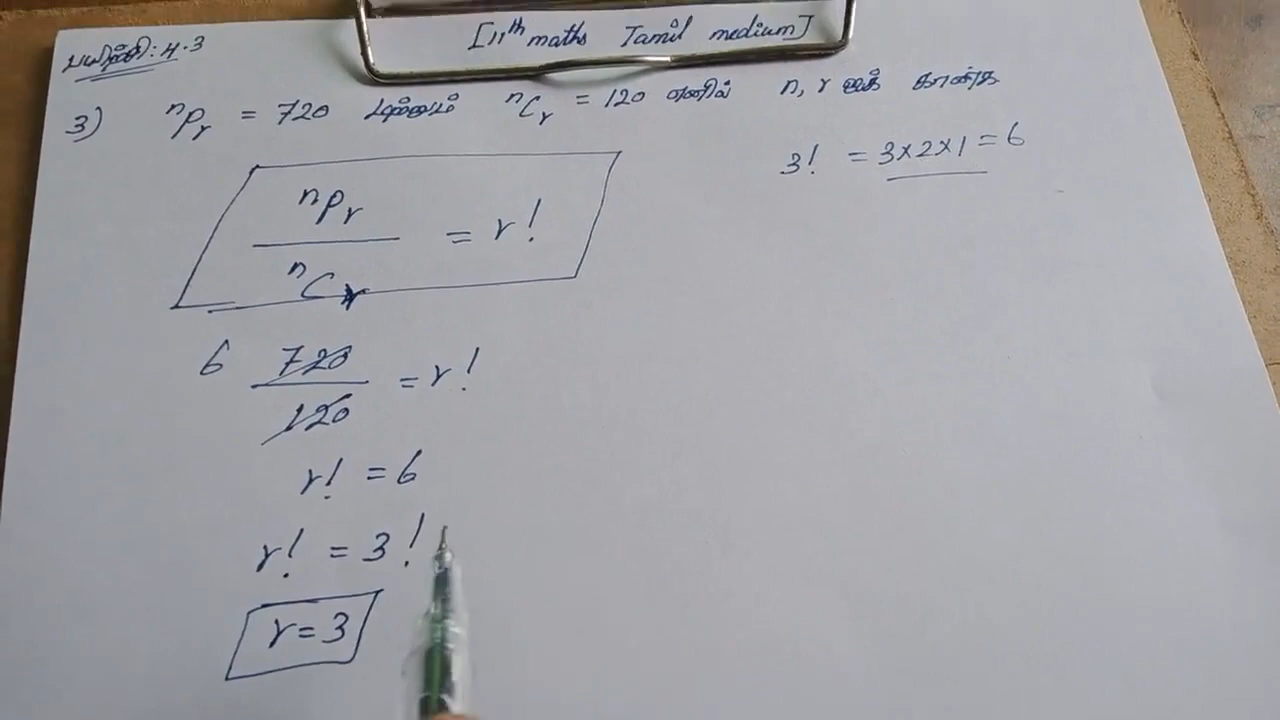 [11th maths Tamil medium]
பயிற்சி: 4.3
3) nPr = 720 மற்றும் nCr = 120 எனில் n, r ஐக் காண்க
3! = 3×2×1 = 6
nPr / nCr = r!
6 720/120 = r!
r! = 6
r! = 3!
r = 3